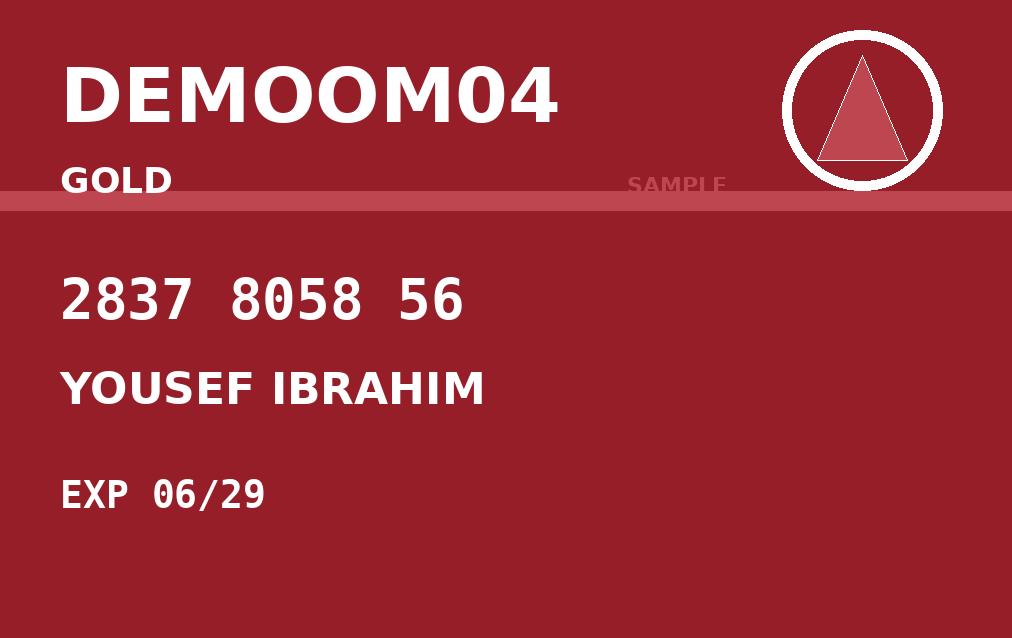 DEMOOM04
GOLD
SAMPLE
2837 8058 56
YOUSEF IBRAHIM
EXP 06/29